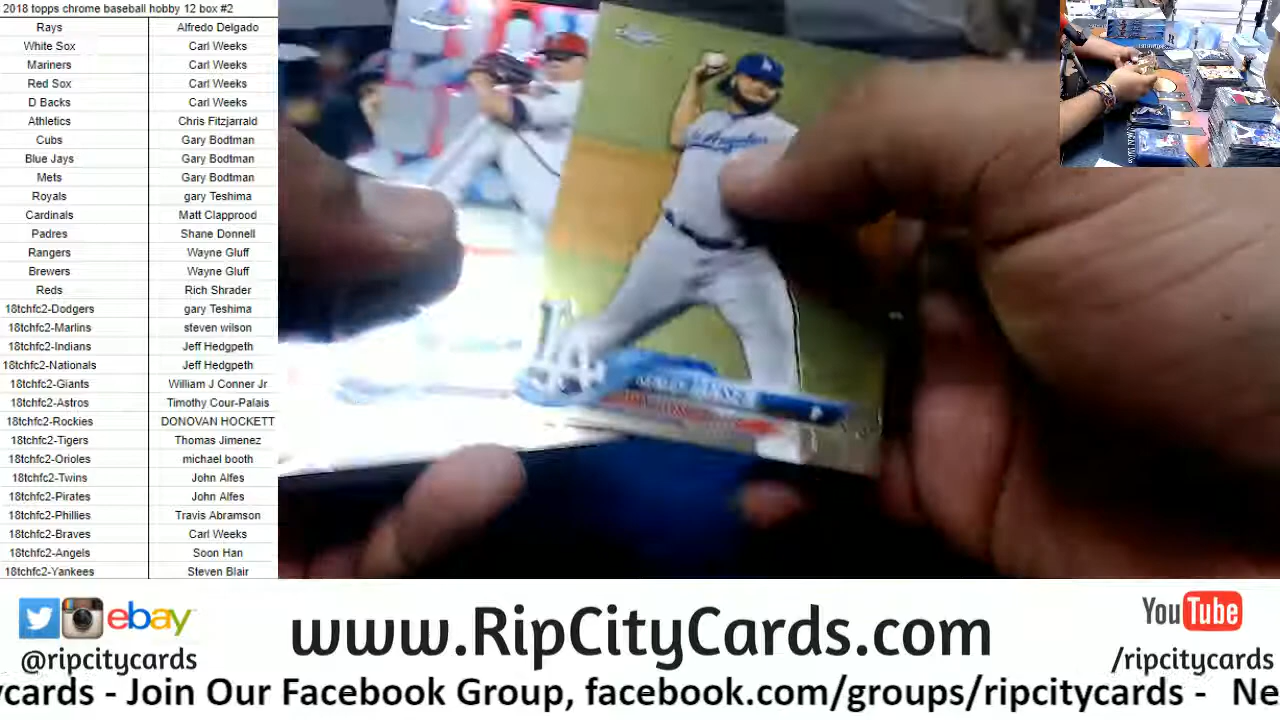 2018 topps chrome baseball hobby 12 box #2
Rays Alfredo Delgado
White Sox Carl Weeks
Mariners Carl Weeks
Red Sox Carl Weeks
D Backs Carl Weeks
Athletics Chris Fitzjarrald
Cubs Gary Bodtman
Blue Jays Gary Bodtman
Mets Gary Bodtman
Royals gary Teshima
Cardinals Matt Clapprood
Padres Shane Donnell
Rangers Wayne Gluff
Brewers Wayne Gluff
Reds Rich Shrader
18tchfc2-Dodgers gary Teshima
18tchfc2-Marlins steven wilson
18tchfc2-Indians Jeff Hedgpeth
18tchfc2-Nationals Jeff Hedgpeth
18tchfc2-Giants William J Conner Jr
18tchfc2-Astros Timothy Cour-Palais
18tchfc2-Rockies DONOVAN HOCKETT
18tchfc2-Tigers Thomas Jimenez
18tchfc2-Orioles michael booth
18tchfc2-Twins John Alfes
18tchfc2-Pirates John Alfes
18tchfc2-Phillies Travis Abramson
18tchfc2-Braves Carl Weeks
18tchfc2-Angels Soon Han
18tchfc2-Yankees Steven Blair
Los Angeles
LA
ebay
@ripcitycards
www.RipCityCards.com
YouTube
/ripcitycards
ycards - Join Our Facebook Group, facebook.com/groups/ripcitycards - Ne